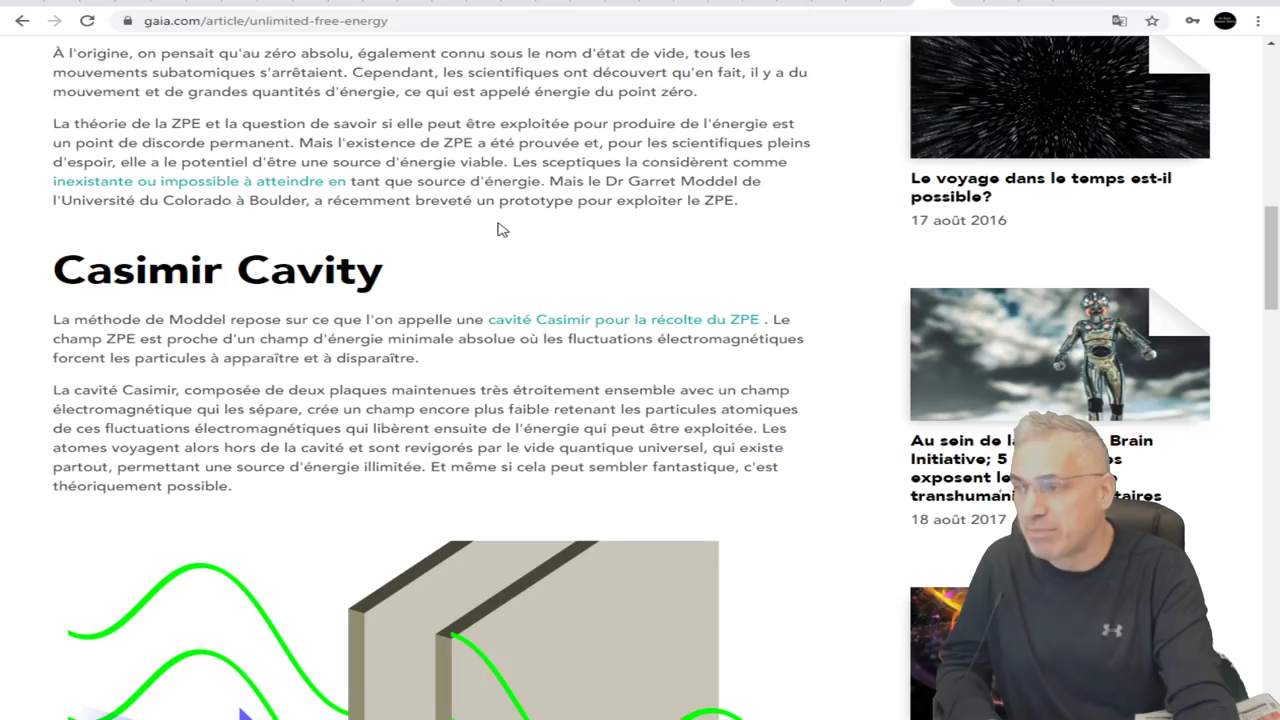 gaia.com/article/unlimited-free-energy
À l'origine, on pensait qu'au zéro absolu, également connu sous le nom d'état de vide, tous les
mouvements subatomiques s'arrêtaient. Cependant, les scientifiques ont découvert qu'en fait, il y a du
mouvement et de grandes quantités d'énergie, ce qui est appelé énergie du point zéro.
La théorie de la ZPE et la question de savoir si elle peut être exploitée pour produire de l'énergie est
un point de discorde permanent. Mais l'existence de ZPE a été prouvée et, pour les scientifiques pleins
d'espoir, elle a le potentiel d'être une source d'énergie viable. Les sceptiques la considèrent comme
inexistante ou impossible à atteindre en tant que source d'énergie. Mais le Dr Garret Moddel de
l'Université du Colorado à Boulder, a récemment breveté un prototype pour exploiter le ZPE.
Casimir Cavity
La méthode de Moddel repose sur ce que l'on appelle une cavité Casimir pour la récolte du ZPE . Le
champ ZPE est proche d'un champ d'énergie minimale absolue où les fluctuations électromagnétiques
forcent les particules à apparaître et à disparaître.
La cavité Casimir, composée de deux plaques maintenues très étroitement ensemble avec un champ
électromagnétique qui les sépare, crée un champ encore plus faible retenant les particules atomiques
de ces fluctuations électromagnétiques qui libèrent ensuite de l'énergie qui peut être exploitée. Les
atomes voyagent alors hors de la cavité et sont revigorés par le vide quantique universel, qui existe
partout, permettant une source d'énergie illimitée. Et même si cela peut sembler fantastique, c'est
théoriquement possible.
Le voyage dans le temps est-il
possible?
17 août 2016
Au sein de Brain
Initiative; 5
exposent
18 août 2017